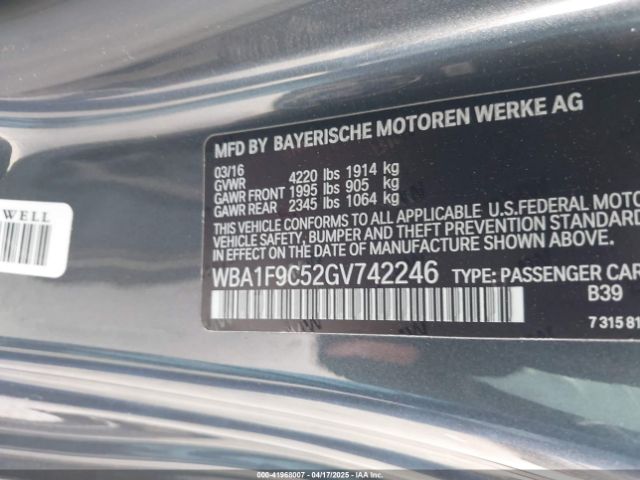 MFD BY BAYERISCHE MOTOREN WERKE AG
03/16
GVWR 4220 lbs 1914 kg
GAWR FRONT 1995 lbs 905 kg
GAWR REAR 2345 lbs 1064 kg
THIS VEHICLE CONFORMS TO ALL APPLICABLE U.S.FEDERAL MOTO
VEHICLE SAFETY, BUMPER AND THEFT PREVENTION STANDARD
IN EFFECT ON THE DATE OF MANUFACTURE SHOWN ABOVE.
WBA1F9C52GV742246 TYPE: PASSENGER CAR
B39
7 315 81
WELL
00-41968007 04/17/2025 - IAA Inc.